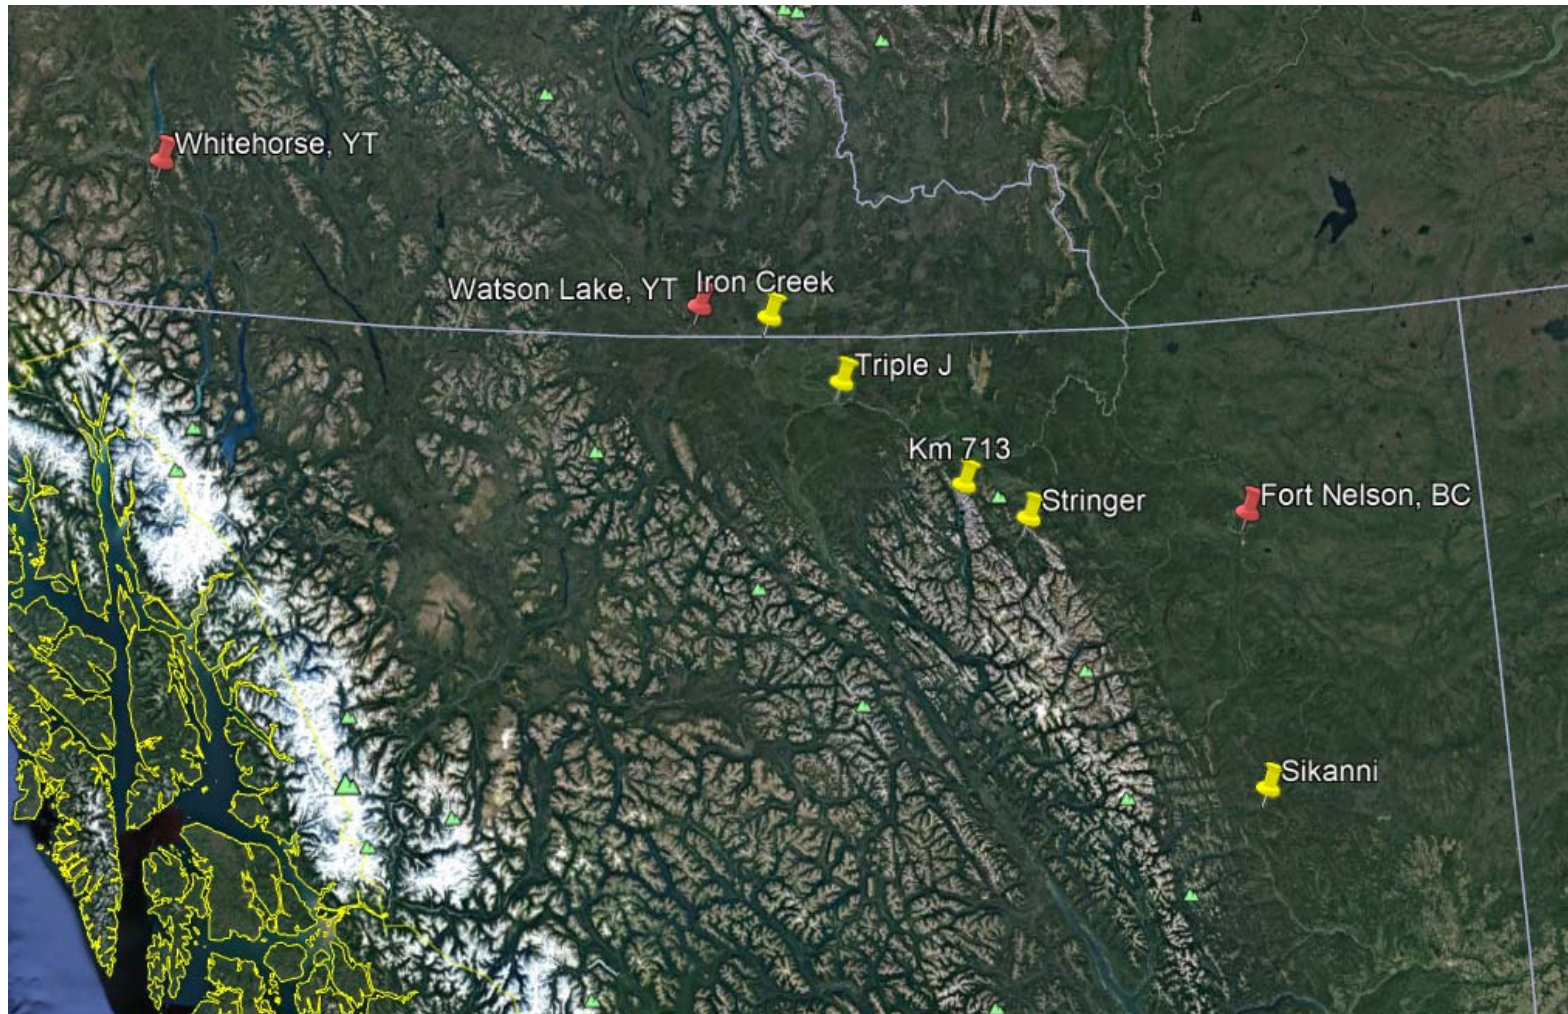 Whitehorse, YT
Watson Lake, YT
Iron Creek
Triple J
Km 713
Stringer
Fort Nelson, BC
Sikanni